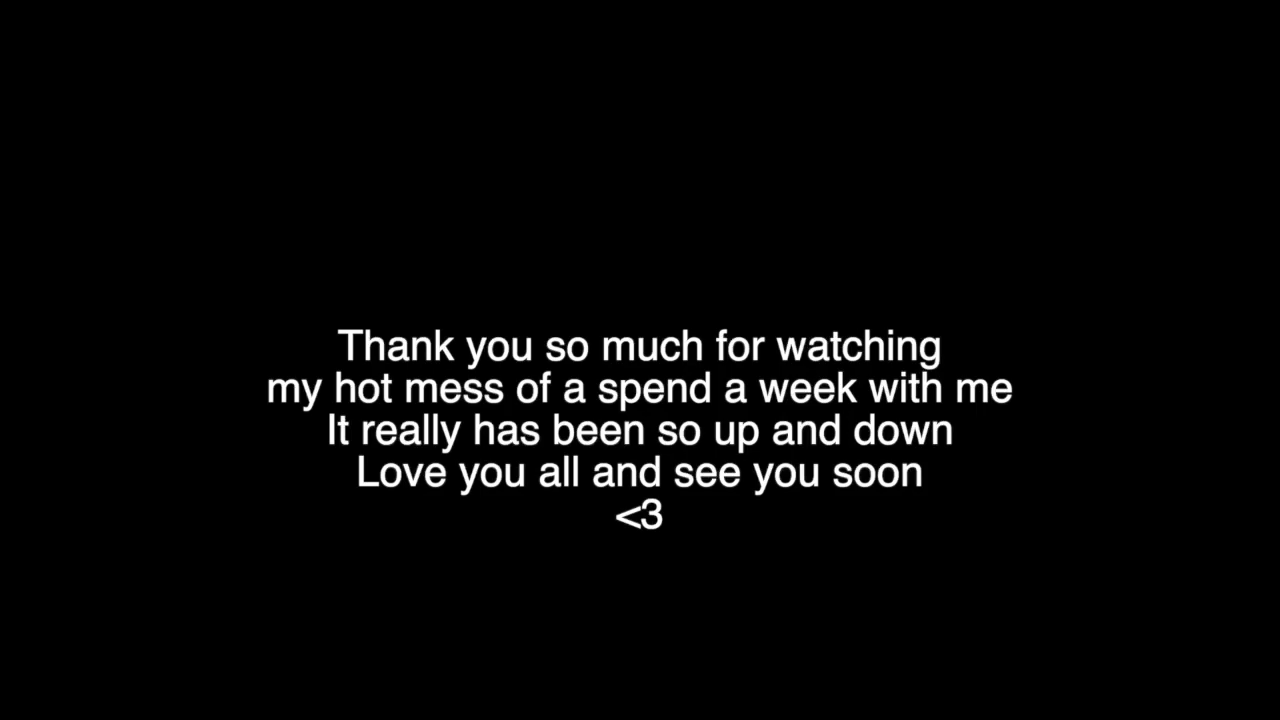 Thank you so much for watching
my hot mess of a spend a week with me
It really has been so up and down
Love you all and see you soon
<3